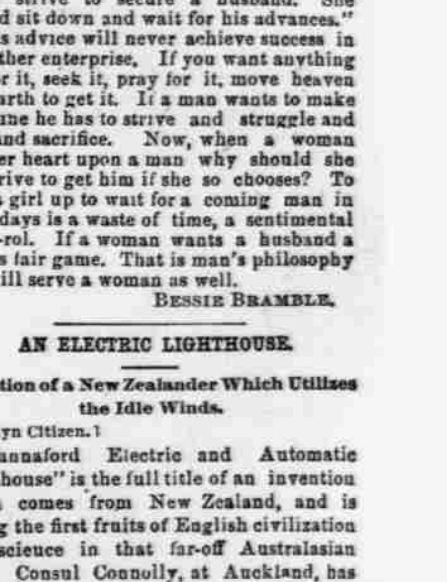 strive to secure a husband. She
d sit down and wait for his advances."
s advice will never achieve success in
ther enterprise. If you want anything
r it, seek it, pray for it, move heaven
arth to get it. If a man wants to make
une he has to strive and struggle and
and sacrifice. Now, when a woman
er heart upon a man why should she
rive to get him if she so chooses? To
s girl up to wait for a coming man in
days is a waste of time, a sentimental
-rol. If a woman wants a husband a
s fair game. That is man's philosophy
ill serve a woman as well.
BESSIE BRAMBLE.
AN ELECTRIC LIGHTHOUSE.
tion of a New Zealander Which Utilizes
the Idle Winds.
yn Citizen.]
annaford Electric and Automatic
house" is the full title of an invention
comes from New Zealand, and is
g the first fruits of English civilization
science in that far-off Australasian
Consul Connolly, at Auckland, has